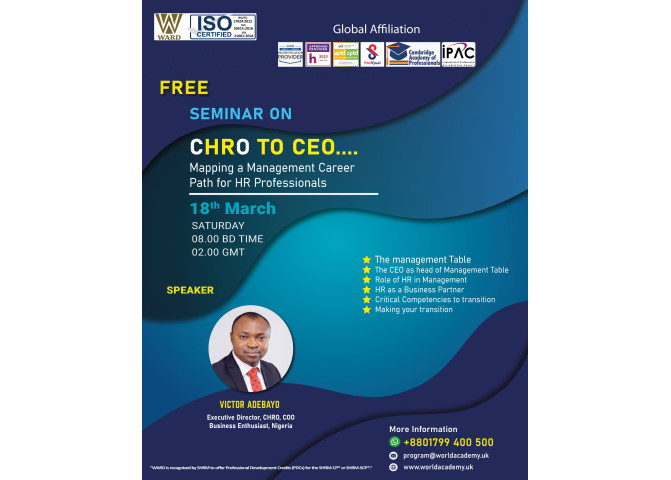 WARD
ISO
CERTIFIED
Global Affiliation
PROVIDER
APPROVED
PROVIDER
h
2023
ProQual
Cambridge
Academy of
Professionals
iPAC
FREE
SEMINAR ON
CHRO TO CEO....
Mapping a Management Career
Path for HR Professionals
18th March
SATURDAY
08.00 BD TIME
02.00 GMT
The management Table
The CEO as head of Management Table
Role of HR in Management
HR as a Business Partner
Critical Competencies to transition
Making your transition
SPEAKER
VICTOR ADEBAYO
Executive Director, CHRO, COO
Business Enthusiast, Nigeria
More Information
+8801799 400 500
program@worldacademy.uk
www.worldacademy.uk
"WARD is recognized by SHRM to offer Professional Development Credits (PDCs) for the SHRM-CP® or SHRM-SCP®."